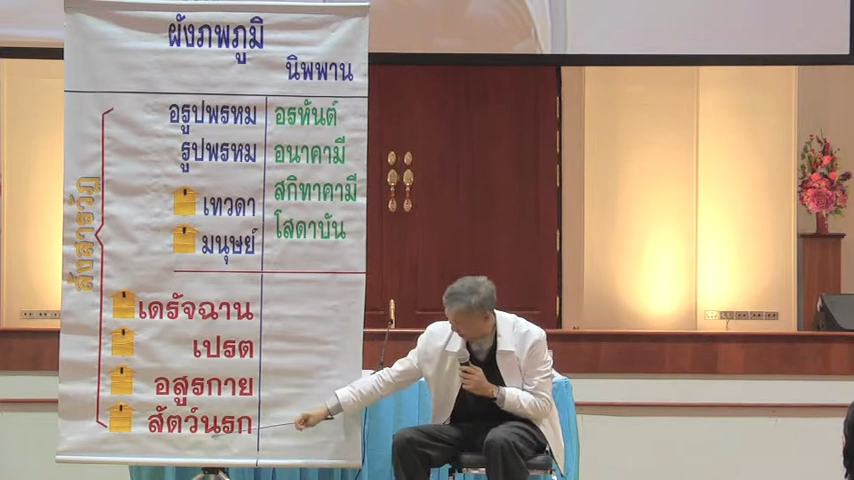 ผังภพภูมิ
นิพพาน
อรูปพรหม อรหันต์
รูปพรหม อนาคามี
เทวดา สกิทาคามี
มนุษย์ โสดาบัน
สังสารวัฏ
เดรัจฉาน
เปรต
อสูรกาย
สัตว์นรก